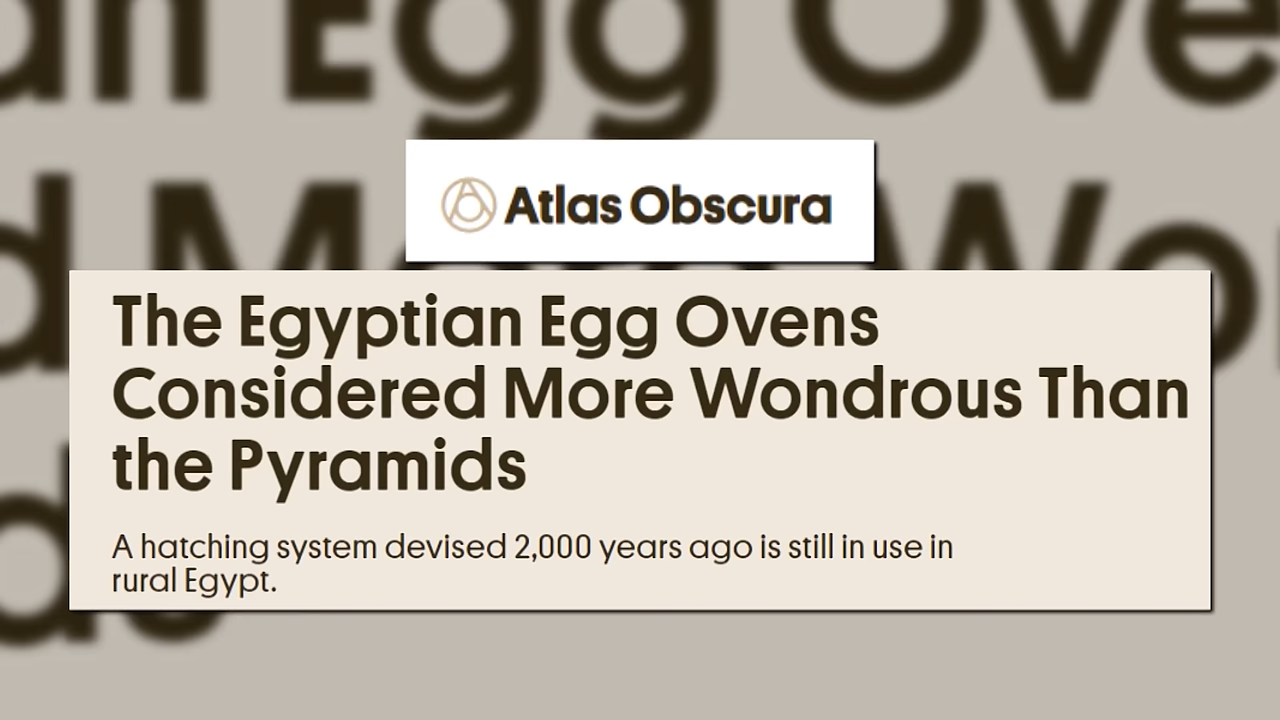 Atlas Obscura
The Egyptian Egg Ovens
Considered More Wondrous Than
the Pyramids
A hatching system devised 2,000 years ago is still in use in
rural Egypt.